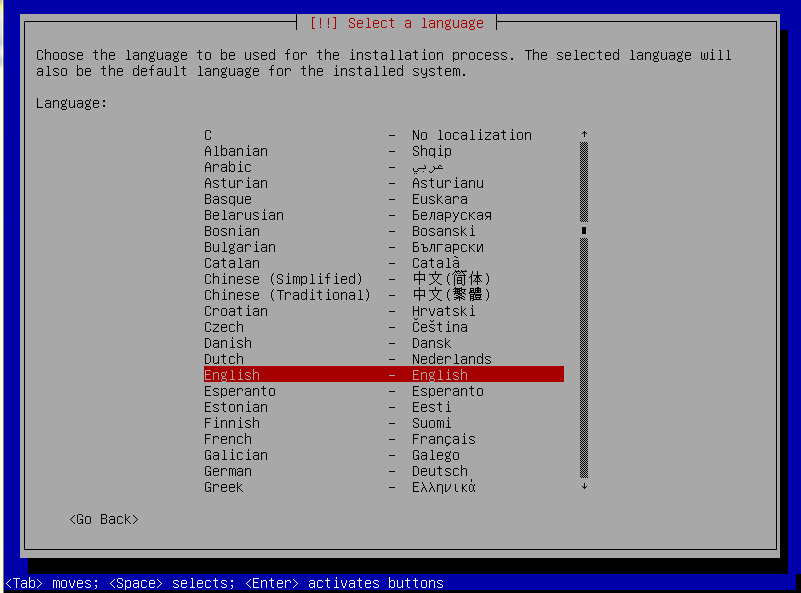 [!!] Select a language
Choose the language to be used for the installation process. The selected language will
also be the default language for the installed system.
Language:
C - No localization
Albanian - Shqip
Arabic - عربي
Asturian - Asturianu
Basque - Euskara
Belarusian - Беларуская
Bosnian - Bosanski
Bulgarian - Български
Catalan - Català
Chinese (Simplified) - 中文(简体)
Chinese (Traditional) - 中文(繁體)
Croatian - Hrvatski
Czech - Čeština
Danish - Dansk
Dutch - Nederlands
English - English
Esperanto - Esperanto
Estonian - Eesti
Finnish - Suomi
French - Français
Galician - Galego
German - Deutsch
Greek - Ελληνικά
<Go Back>
<Tab> moves; <Space> selects; <Enter> activates buttons